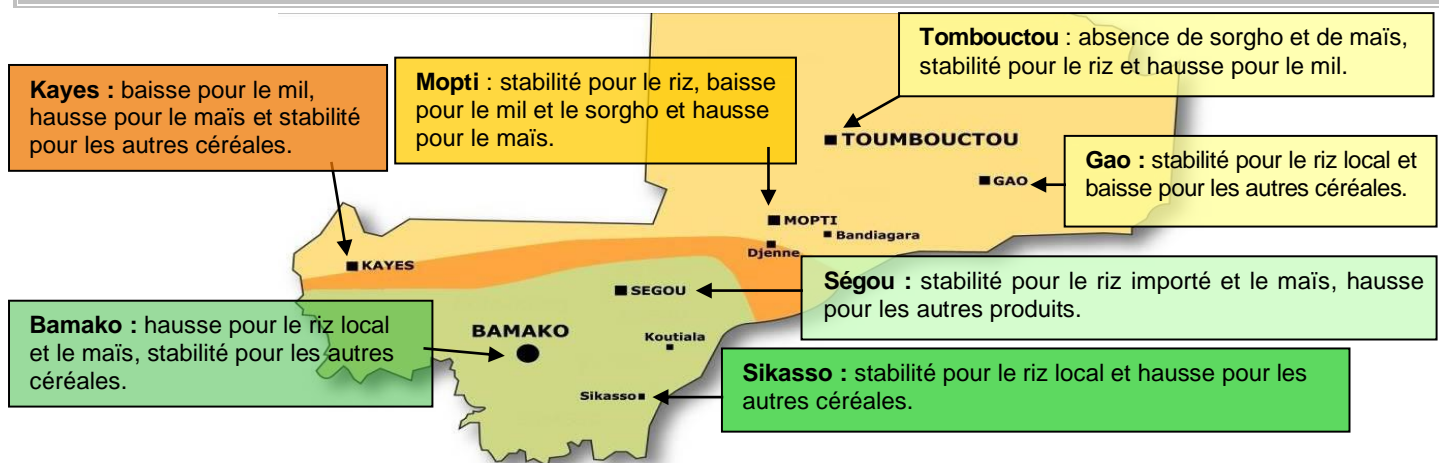 Tombouctou : absence de sorgho et de maïs,
stabilité pour le riz et hausse pour le mil.
Kayes : baisse pour le mil,
hausse pour le maïs et stabilité
pour les autres céréales.
Mopti : stabilité pour le riz, baisse
pour le mil et le sorgho et hausse
pour le maïs.
TOUMBOUCTOU
Gao : stabilité pour le riz local et
baisse pour les autres céréales.
GAO
MOPTI
Bandiagara
Djenne
KAYES
Ségou : stabilité pour le riz importé et le maïs, hausse
pour les autres produits.
SEGOU
Bamako : hausse pour le riz local
et le maïs, stabilité pour les autres
céréales.
BAMAKO
Koutiala
Sikasso : stabilité pour le riz local et hausse pour les
autres céréales.
Sikasso